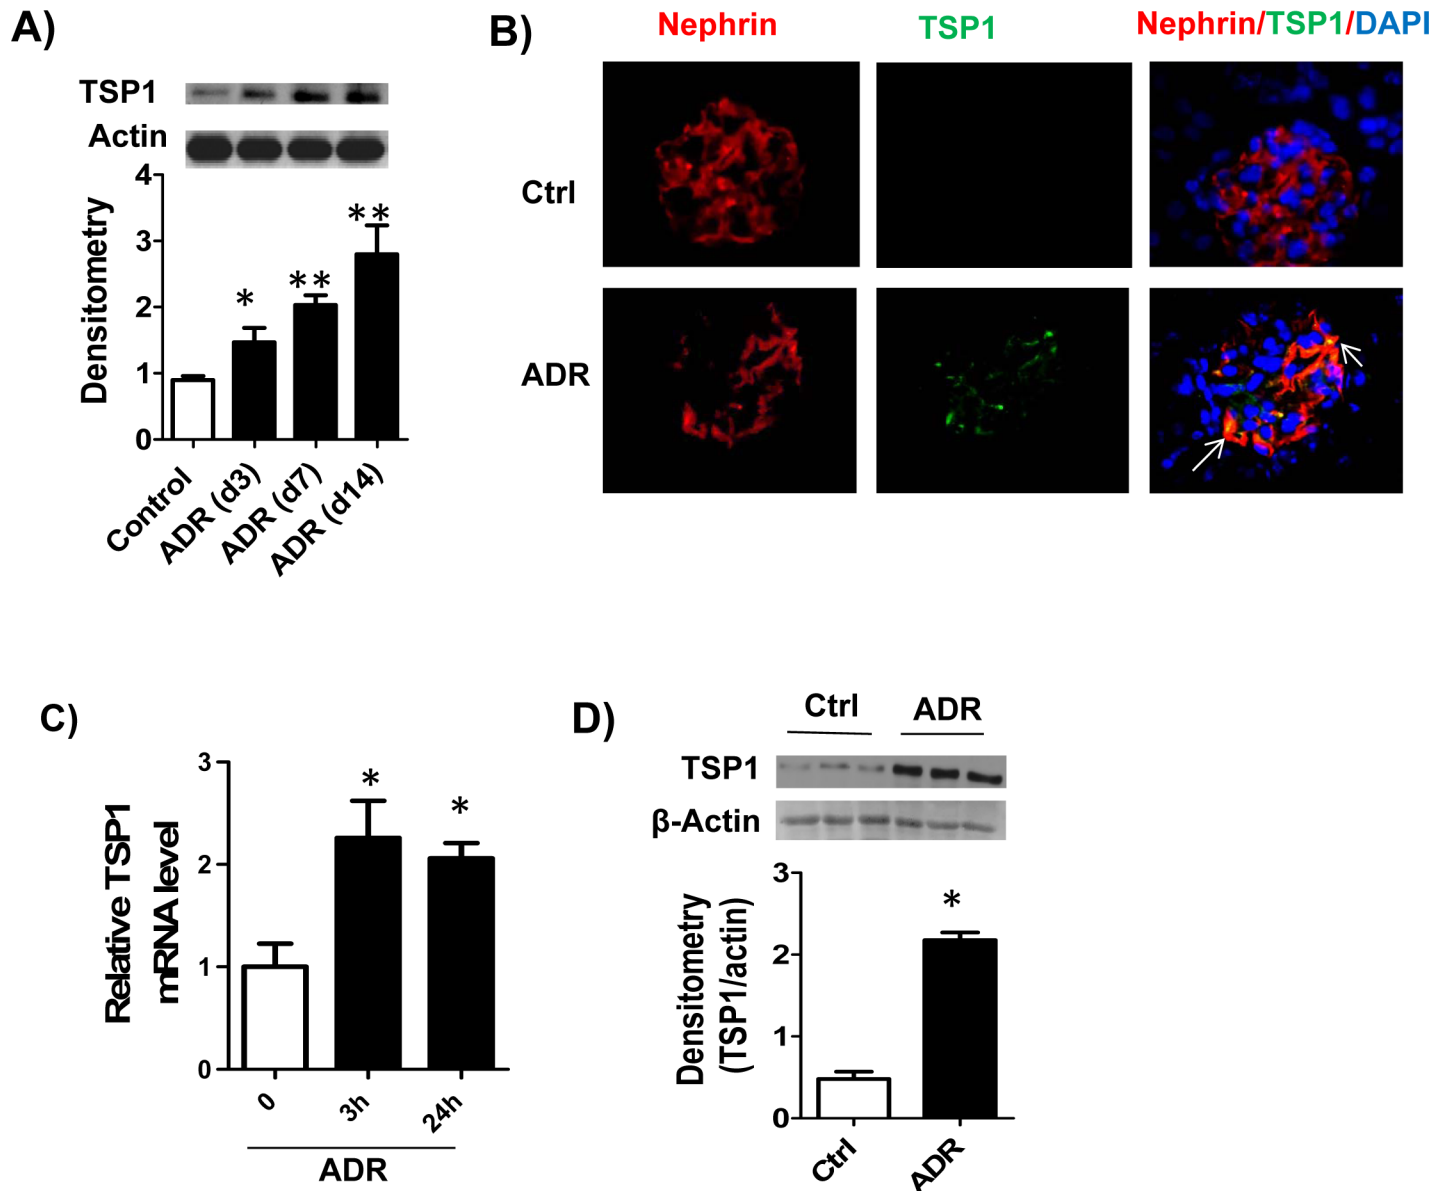 A)
TSP1
Actin
4
3
2
1
0
Densitometry
*
**
**
Control
ADR (d3)
ADR (d7)
ADR (d14)
B)
Nephrin
TSP1
Nephrin/TSP1/DAPI
Ctrl
ADR
C)
3
2
1
0
Relative TSP1
mRNA level
*
*
0
3h
24h
ADR
D)
Ctrl
ADR
TSP1
β-Actin
3
2
1
0
Densitometry
(TSP1/actin)
*
Ctrl
ADR